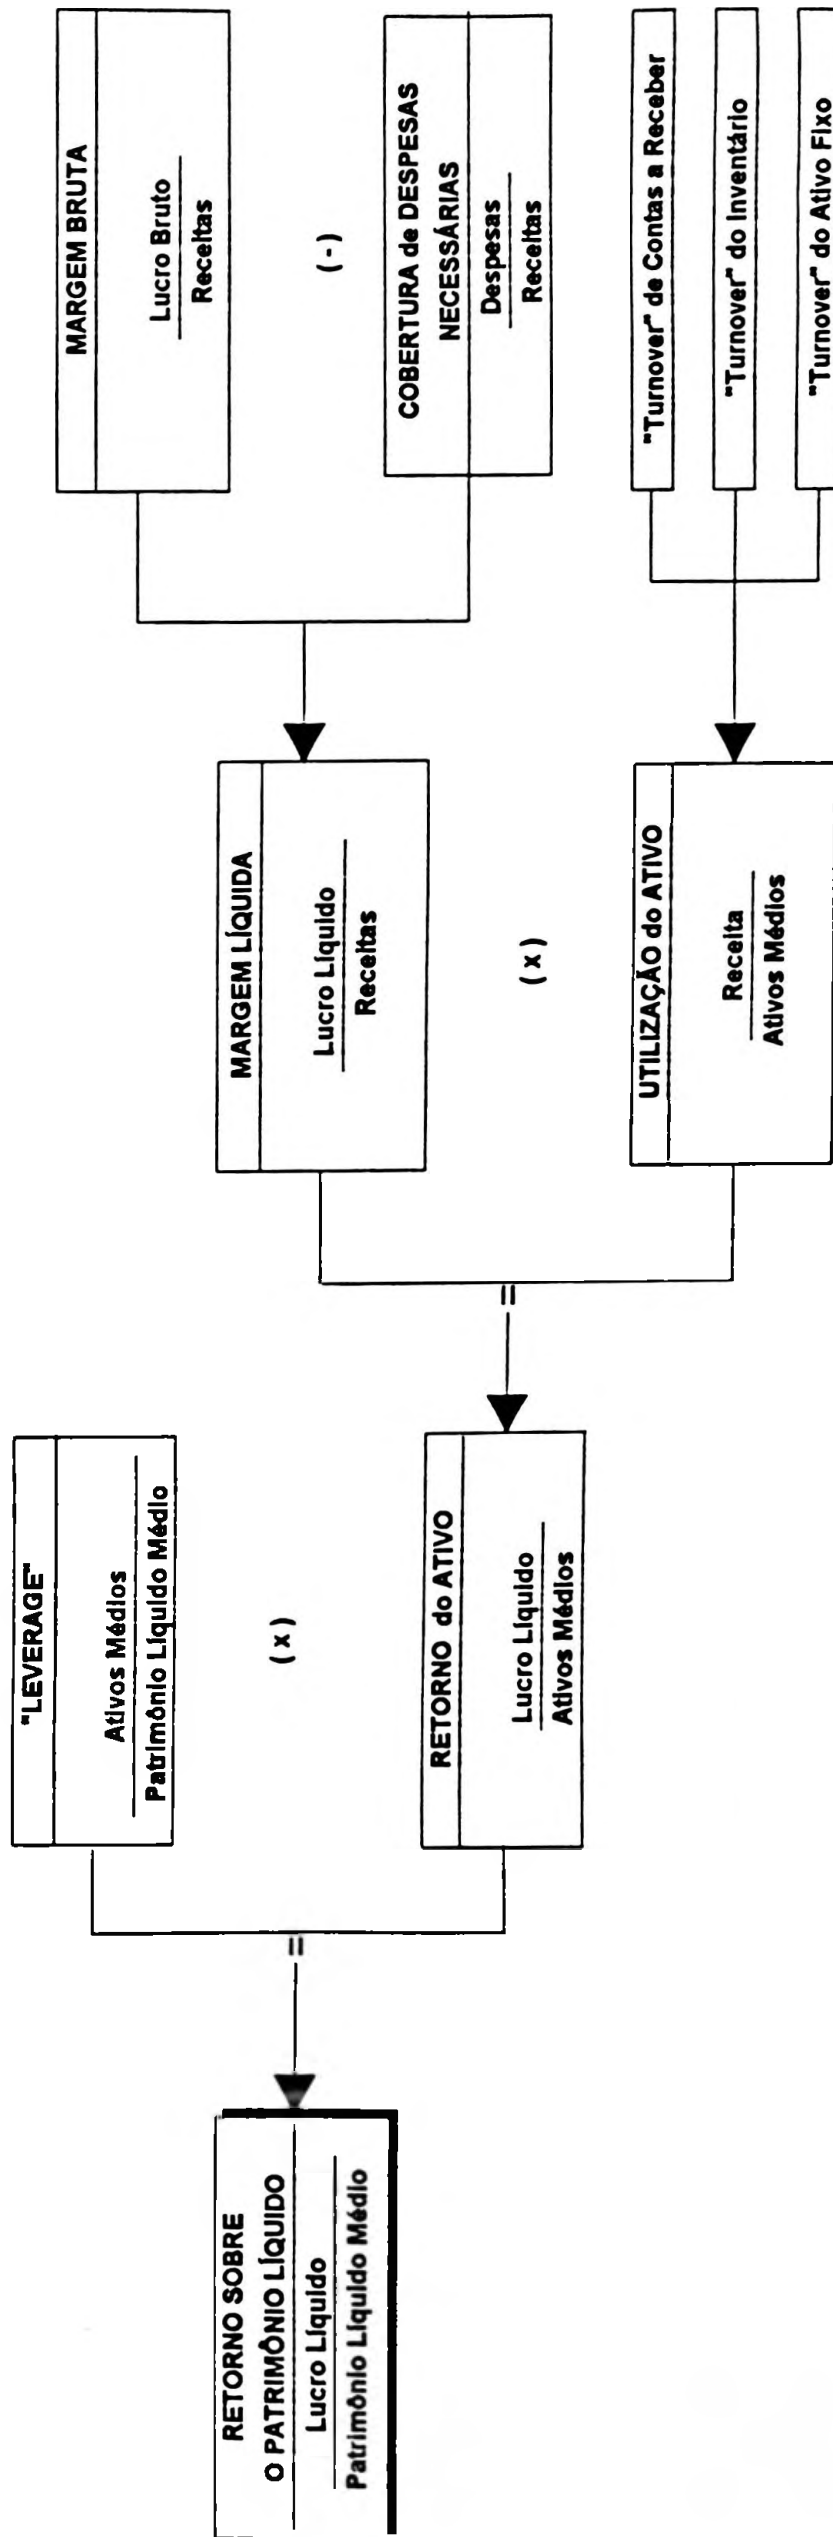 RETORNO SOBRE
O PATRIMÔNIO LÍQUIDO
Lucro Líquido
Patrimônio Líquido Médio
=
"LEVERAGE"
Ativos Médios
Patrimônio Líquido Médio
( x )
RETORNO do ATIVO
Lucro Líquido
Ativos Médios
=
MARGEM LÍQUIDA
Lucro Líquido
Receitas
( x )
UTILIZAÇÃO do ATIVO
Receita
Ativos Médios
MARGEM BRUTA
Lucro Bruto
Receitas
( - )
COBERTURA de DESPESAS
NECESSÁRIAS
Despesas
Receitas
"Turnover" de Contas a Receber
"Turnover" do Inventário
"Turnover" do Ativo Fixo